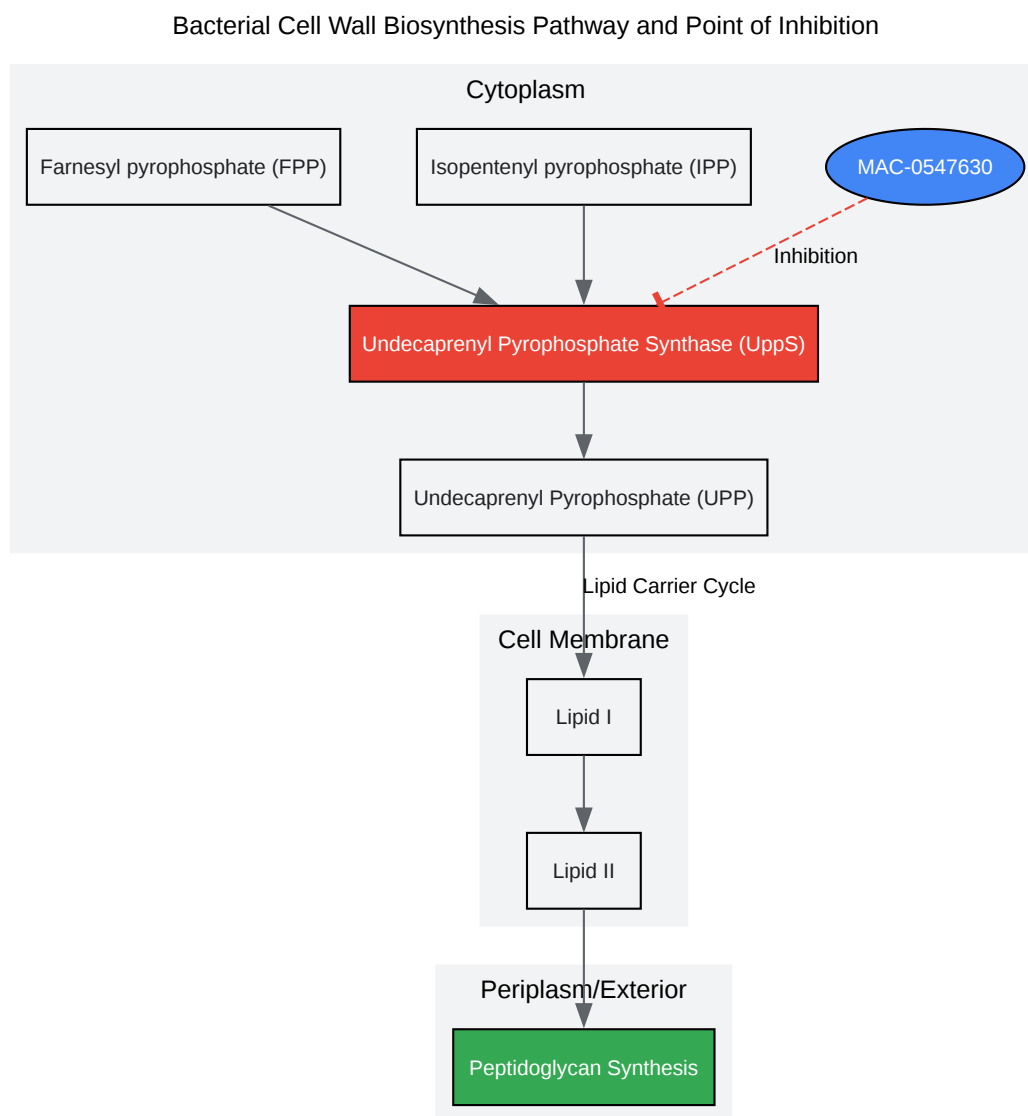 Bacterial Cell Wall Biosynthesis Pathway and Point of Inhibition
Cytoplasm
Farnesyl pyrophosphate (FPP)
Isopentenyl pyrophosphate (IPP)
MAC-0547630
Inhibition
Undecaprenyl Pyrophosphate Synthase (UppS)
Undecaprenyl Pyrophosphate (UPP)
Lipid Carrier Cycle
Cell Membrane
Lipid I
Lipid II
Periplasm/Exterior
Peptidoglycan Synthesis